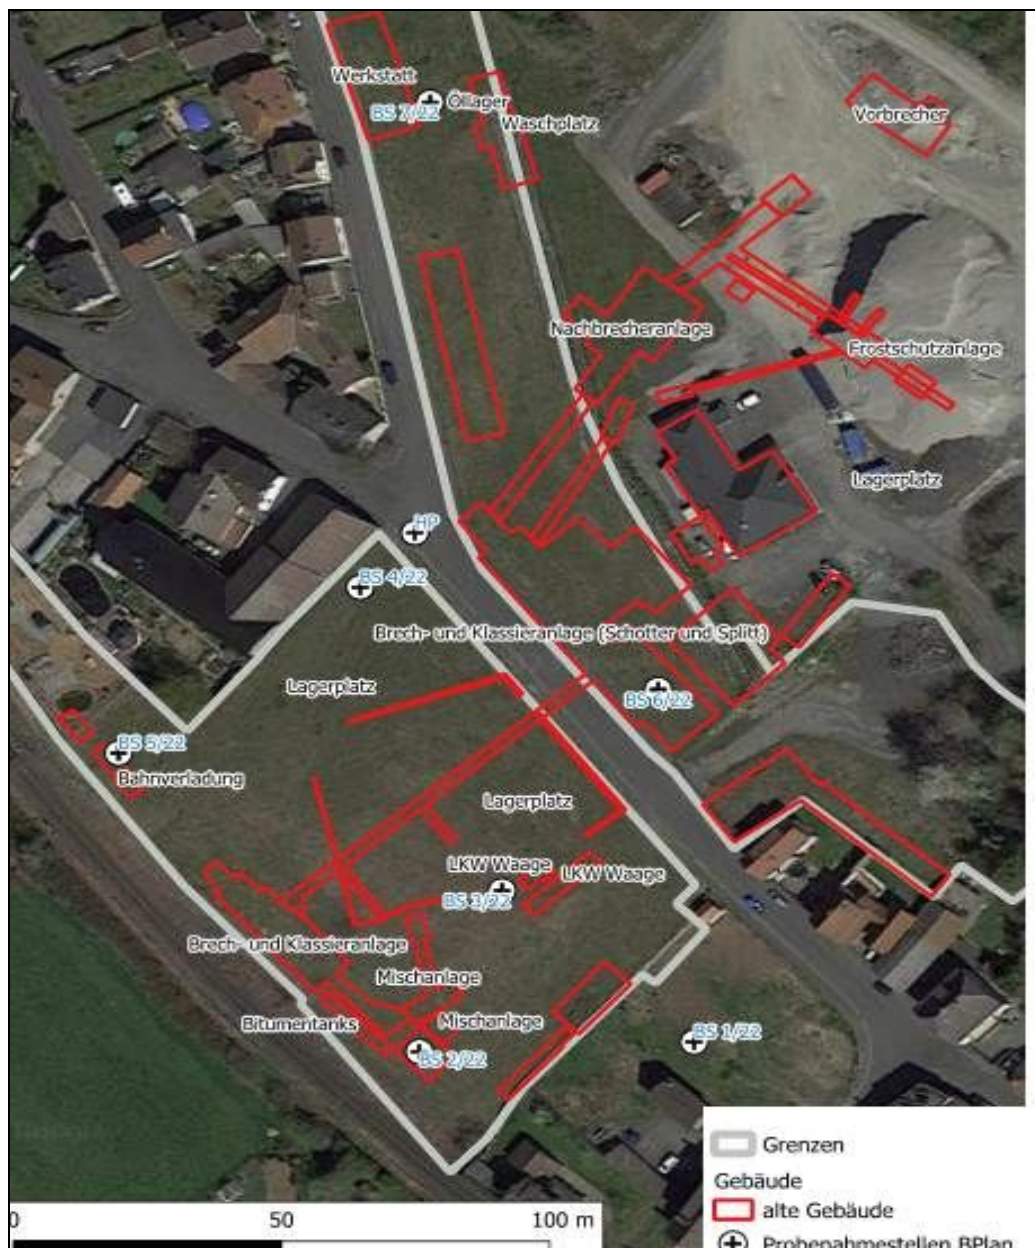 Werkstatt
BS 7/22
Öllager
Waschplatz
Vorbrecher
Nachbrecheranlage
Frostschutzanlage
Lagerplatz
HP
BS 4/22
Brech- und Klassieranlage (Schotter und Splitt)
Lagerplatz
BS 6/22
BS 5/22
Bahnverladung
Lagerplatz
LKW Waage
LKW Waage
BS 3/22
Brech- und Klassieranlage
Mischanlage
Bitumentanks
Mischanlage
BS 2/22
BS 1/22
Grenzen
Gebäude
alte Gebäude
Probenahmestellen BPlan
0 50 100 m